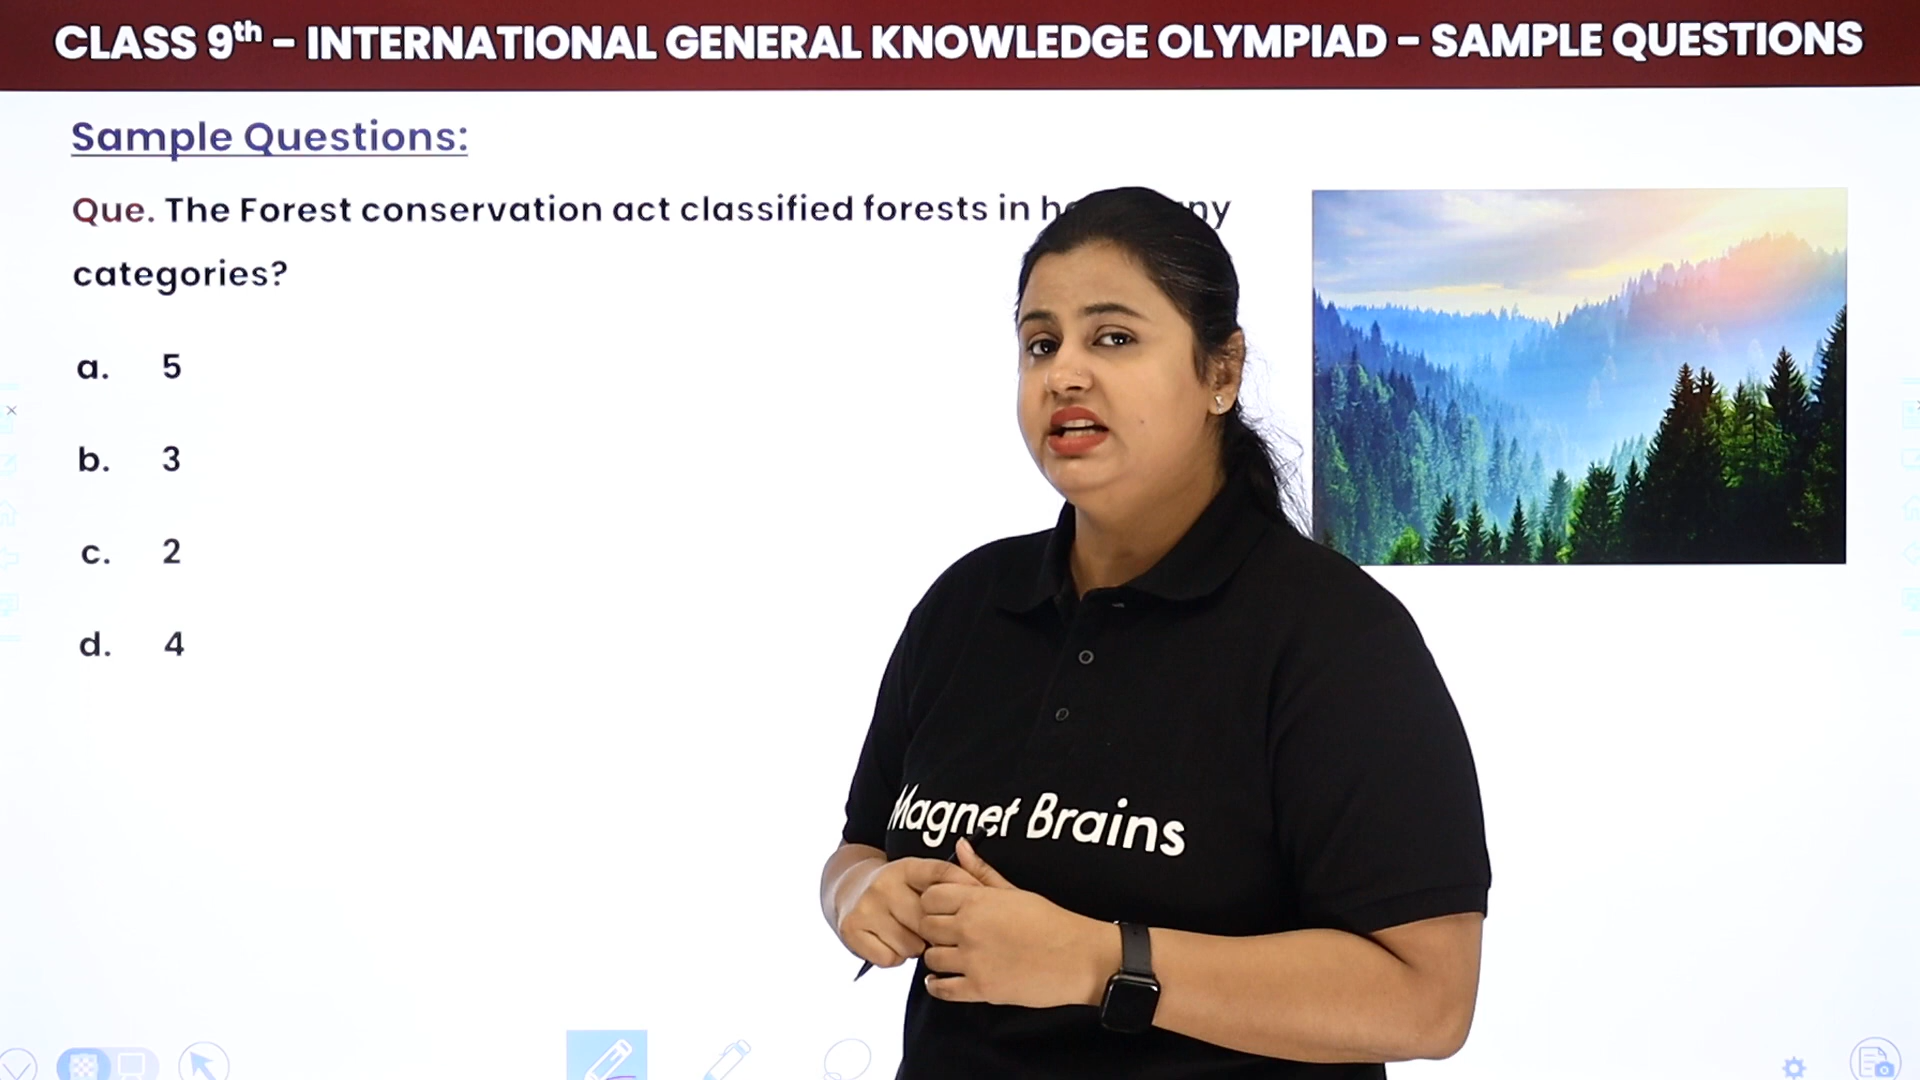 CLASS 9th - INTERNATIONAL GENERAL KNOWLEDGE OLYMPIAD - SAMPLE QUESTIONS
Sample Questions:
Que. The Forest conservation act classified forests in
categories?
a. 5
b. 3
c. 2
d. 4
Magnet Brains